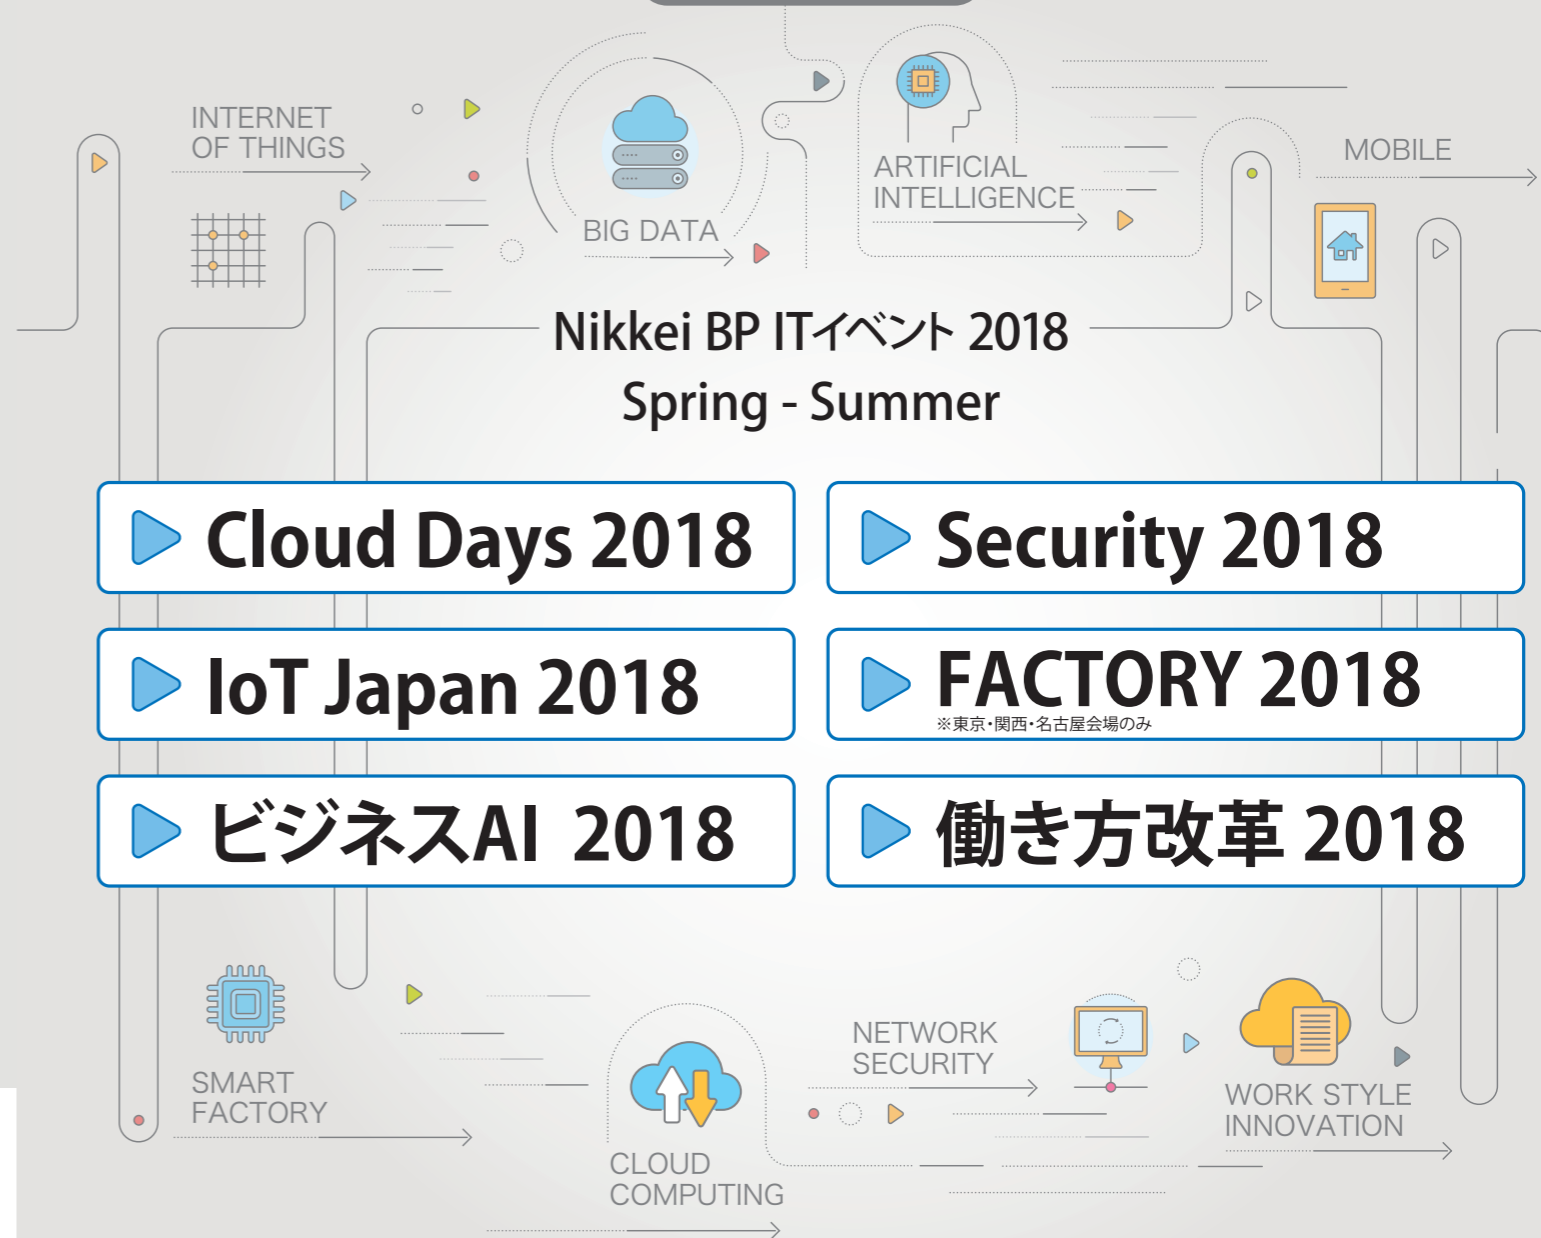 INTERNET
OF THINGS
BIG DATA
ARTIFICIAL
INTELLIGENCE
MOBILE
Nikkei BP ITイベント 2018
Spring - Summer
Cloud Days 2018
Security 2018
IoT Japan 2018
FACTORY 2018
※東京・関西・名古屋会場のみ
ビジネスAI 2018
働き方改革 2018
SMART
FACTORY
CLOUD
COMPUTING
NETWORK
SECURITY
WORK STYLE
INNOVATION